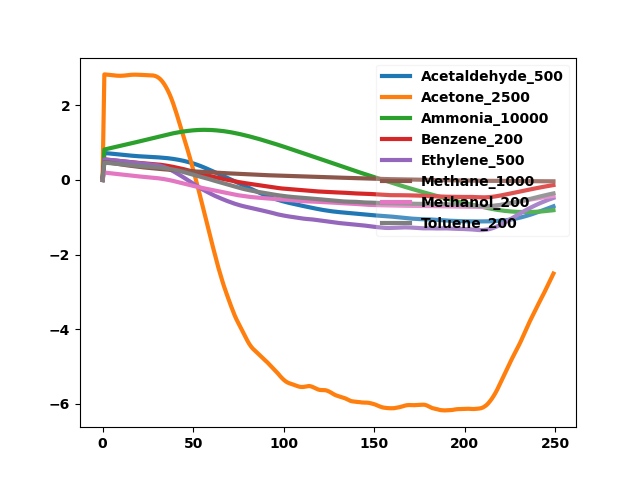 Acetaldehyde_500
Acetone_2500
Ammonia_10000
Benzene_200
Ethylene_500
Methane_1000
Methanol_200
Toluene_200
2
0
−2
−4
−6
0 50 100 150 200 250